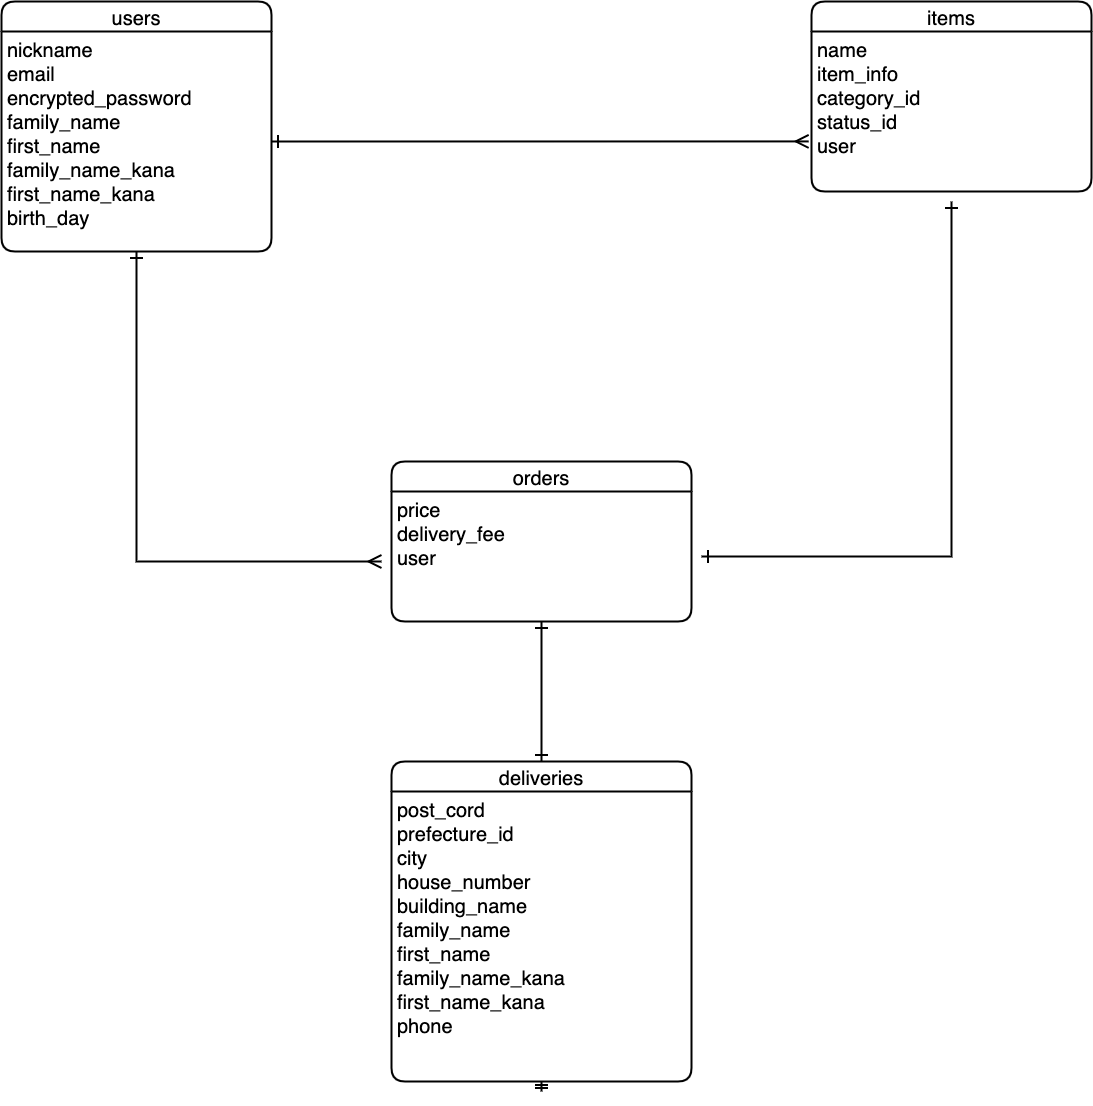 users
nickname
email
encrypted_password
family_name
first_name
family_name_kana
first_name_kana
birth_day
items
name
item_info
category_id
status_id
user
orders
price
delivery_fee
user
deliveries
post_cord
prefecture_id
city
house_number
building_name
family_name
first_name
family_name_kana
first_name_kana
phone